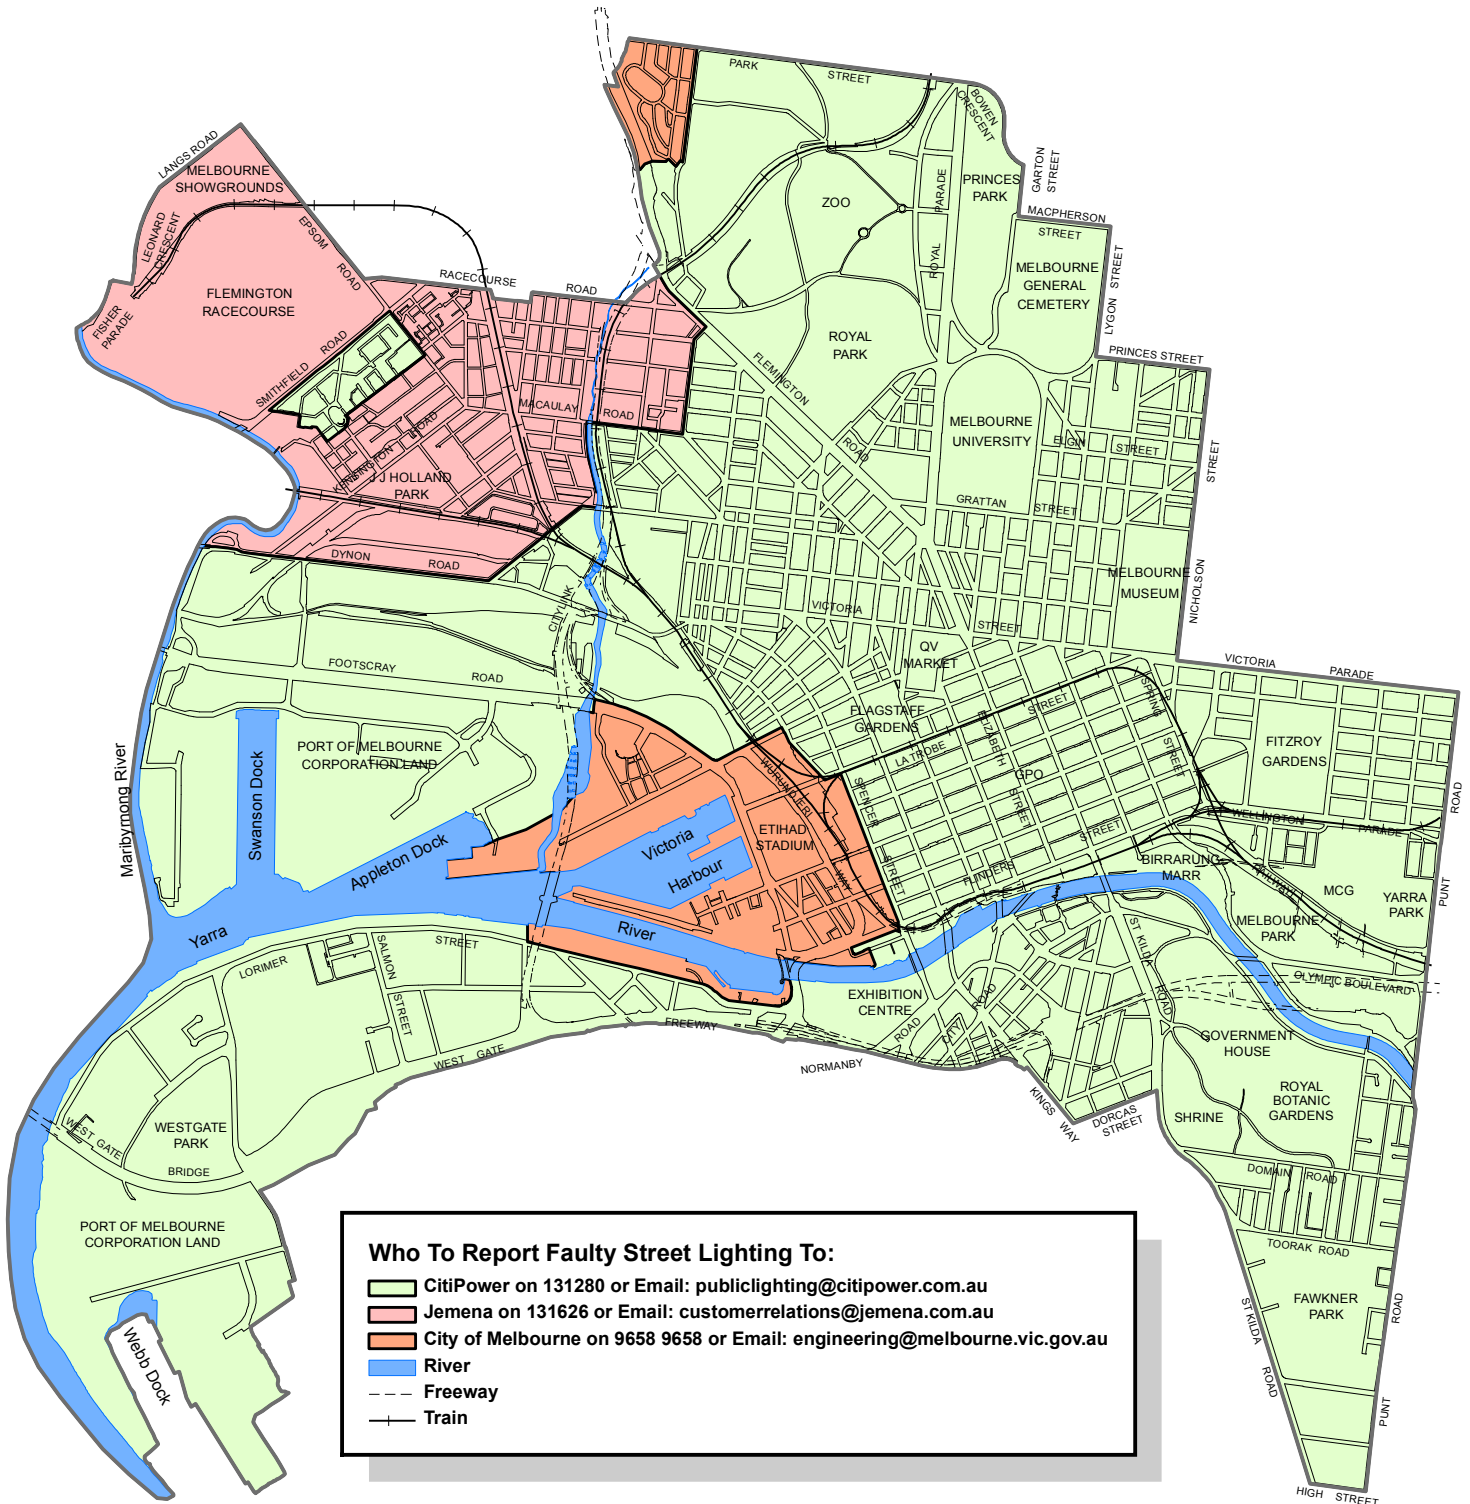 PARK STREET
BOWEN CRESCENT
GARTON STREET
LANGS ROAD
MELBOURNE
SHOWGROUNDS
LEONARD CRESCENT
EPSOM ROAD
PRINCES
PARK
ZOO
ROYAL PARADE
MACPHERSON
STREET
MELBOURNE
GENERAL
CEMETERY
LYGON STREET
RACECOURSE ROAD
FLEMINGTON
RACECOURSE
FISHER PARADE
SMITHFIELD ROAD
ROYAL
PARK
FLEMINGTON ROAD
PRINCES STREET
MACAULAY ROAD
MELBOURNE
UNIVERSITY
ELGIN STREET
KENSINGTON ROAD
J J HOLLAND
PARK
GRATTAN STREET
DYNON ROAD
MELBOURNE
MUSEUM
NICHOLSON STREET
CITYLINK
VICTORIA STREET
QV
MARKET
VICTORIA PARADE
FOOTSCRAY ROAD
FLAGSTAFF
GARDENS
LA TROBE STREET
SPRING STREET
ELIZABETH STREET
GPO
FITZROY
GARDENS
PORT OF MELBOURNE
CORPORATION LAND
Maribyrnong River
Swanson Dock
Appleton Dock
WURUNDJERI WAY
SPENCER STREET
ETIHAD
STADIUM
Victoria
Harbour
FLINDERS STREET
WELLINGTON PARADE
BIRRARUNG
MARR
RAILWAY
MCG
YARRA
PARK
PUNT ROAD
MELBOURNE
PARK
Yarra River
LORIMER STREET
SALMON STREET
ST KILDA ROAD
OLYMPIC BOULEVARD
EXHIBITION
CENTRE
CITY ROAD
ROAD
GOVERNMENT
HOUSE
WEST GATE FREEWAY
NORMANBY
KINGS WAY
DORCAS
STREET
ROYAL
BOTANIC
GARDENS
SHRINE
WESTGATE
PARK
WEST GATE BRIDGE
DOMAIN ROAD
PORT OF MELBOURNE
CORPORATION LAND
TOORAK ROAD
FAWKNER
PARK
ST KILDA ROAD
PUNT ROAD
Webb Dock
HIGH STREET
Who To Report Faulty Street Lighting To:
CitiPower on 131280 or Email: publiclighting@citipower.com.au
Jemena on 131626 or Email: customerrelations@jemena.com.au
City of Melbourne on 9658 9658 or Email: engineering@melbourne.vic.gov.au
River
Freeway
Train